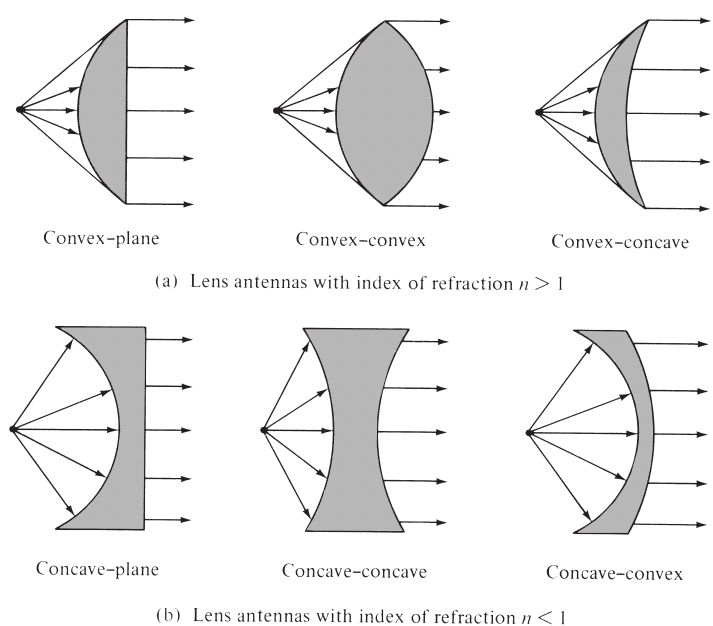 Convex–plane
Convex–convex
Convex–concave
(a) Lens antennas with index of refraction n > 1
Concave–plane
Concave–concave
Concave–convex
(b) Lens antennas with index of refraction n < 1